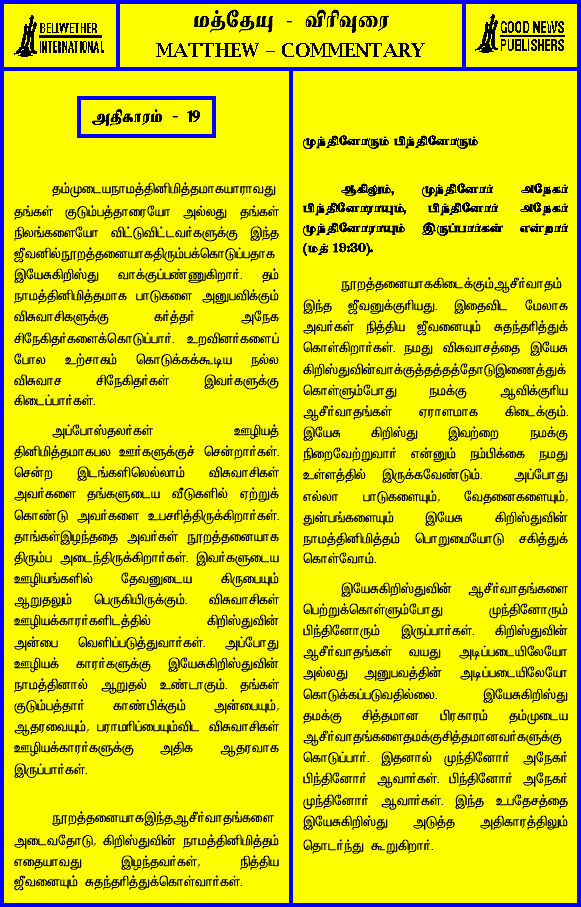 BELLWETHER
INTERNATIONAL
மத்தேயு - விரிவுரை
MATTHEW – COMMENTARY
GOOD NEWS
PUBLISHERS
அதிகாரம் - 19
தம்முடையநாமத்தினிமித்தமாகயாராவது
தங்கள் குடும்பத்தாரையோ அல்லது தங்கள்
நிலங்களையோ விட்டுவிட்டவர்களுக்கு இந்த
ஜீவனில்நூறத்தனையாகதிரும்பக்கொடுப்பதாக
இயேசுகிறிஸ்து வாக்குப்பண்ணுகிறார். தம்
நாமத்தினிமித்தமாக பாடுகளை அனுபவிக்கும்
விசுவாசிகளுக்கு கர்த்தர் அநேக
சிநேகிதர்களைக்கொடுப்பார். உறவினர்களைப்
போல உற்சாகம் கொடுக்கக்கூடிய நல்ல
விசுவாச சிநேகிதர்கள் இவர்களுக்கு
கிடைப்பார்கள்.
அப்போஸ்தலர்கள் ஊழியத்
தினிமித்தமாகபல ஊர்களுக்குச் சென்றார்கள்.
சென்ற இடங்களிலெல்லாம் விசுவாசிகள்
அவர்களை தங்களுடைய வீடுகளில் ஏற்றுக்
கொண்டு அவர்களை உபசரித்திருக்கிறார்கள்.
தாங்கள்இழந்ததை அவர்கள் நூறத்தனையாக
திரும்ப அடைந்திருக்கிறார்கள். இவர்களுடைய
ஊழியங்களில் தேவனுடைய கிருபையும்
ஆறுதலும் பெருகியிருக்கும். விசுவாசிகள்
ஊழியக்காரர்களிடத்தில் கிறிஸ்துவின்
அன்பை வெளிப்படுத்துவார்கள். அப்போது
ஊழியக் காரர்களுக்கு இயேசுகிறிஸ்துவின்
நாமத்தினால் ஆறுதல் உண்டாகும். தங்கள்
குடும்பத்தார் காண்பிக்கும் அன்பையும்,
ஆதரவையும், பராமரிப்பையும்விட விசுவாசிகள்
ஊழியக்காரர்களுக்கு அதிக ஆதரவாக
இருப்பார்கள்.
நூறத்தனையாகஇந்தஆசீர்வாதங்களை
அடைவதோடு, கிறிஸ்துவின் நாமத்தினிமித்தம்
எதையாவது இழந்தவர்கள், நித்திய
ஜீவனையும் சுதந்தரித்துக்கொள்வார்கள்.
முந்தினோரும் பிந்தினோரும்
ஆகிலும், முந்தினோர் அநேகர்
பிந்தினோராயும், பிந்தினோர் அநேகர்
முந்தினோராயும் இருப்பார்கள் என்றார்
(மத் 19:30).
நூறத்தனையாககிடைக்கும்ஆசீர்வாதம்
இந்த ஜீவனுக்குரியது. இதைவிட மேலாக
அவர்கள் நித்திய ஜீவனையும் சுதந்தரித்துக்
கொள்கிறார்கள். நமது விசுவாசத்தை இயேசு
கிறிஸ்துவின்வாக்குத்தத்தத்தோடுஇணைத்துக்
கொள்ளும்போது நமக்கு ஆவிக்குரிய
ஆசீர்வாதங்கள் ஏராளமாக கிடைக்கும்.
இயேசு கிறிஸ்து இவற்றை நமக்கு
நிறைவேற்றுவார் என்னும் நம்பிக்கை நமது
உள்ளத்தில் இருக்கவேண்டும். அப்போது
எல்லா பாடுகளையும், வேதனைகளையும்,
துன்பங்களையும் இயேசு கிறிஸ்துவின்
நாமத்தினிமித்தம் பொறுமையோடு சகித்துக்
கொள்வோம்.
இயேசுகிறிஸ்துவின் ஆசீர்வாதங்களை
பெற்றுக்கொள்ளும்போது முந்தினோரும்
பிந்தினோரும் இருப்பார்கள். கிறிஸ்துவின்
ஆசீர்வாதங்கள் வயது அடிப்படையிலேயோ
அல்லது அனுபவத்தின் அடிப்படையிலேயோ
கொடுக்கப்படுவதில்லை. இயேசுகிறிஸ்து
தமக்கு சித்தமான பிரகாரம் தம்முடைய
ஆசீர்வாதங்களைதமக்குசித்தமானவர்களுக்கு
கொடுப்பார். இதனால் முந்தினோர் அநேகர்
பிந்தினோர் ஆவார்கள். பிந்தினோர் அநேகர்
முந்தினோர் ஆவார்கள். இந்த உபதேசத்தை
இயேசுகிறிஸ்து அடுத்த அதிகாரத்திலும்
தொடர்ந்து கூறுகிறார்.